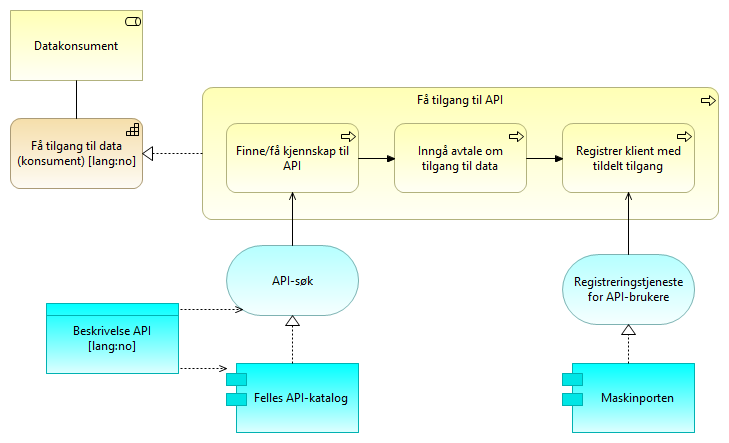 Datakonsument
Få tilgang til API
Få tilgang til data
(konsument) [lang:no]
Finne/få kjennskap til
API
Inngå avtale om
tilgang til data
Registrer klient med
tildelt tilgang
API-søk
Registreringstjeneste
for API-brukere
Beskrivelse API
[lang:no]
Felles API-katalog
Maskinporten